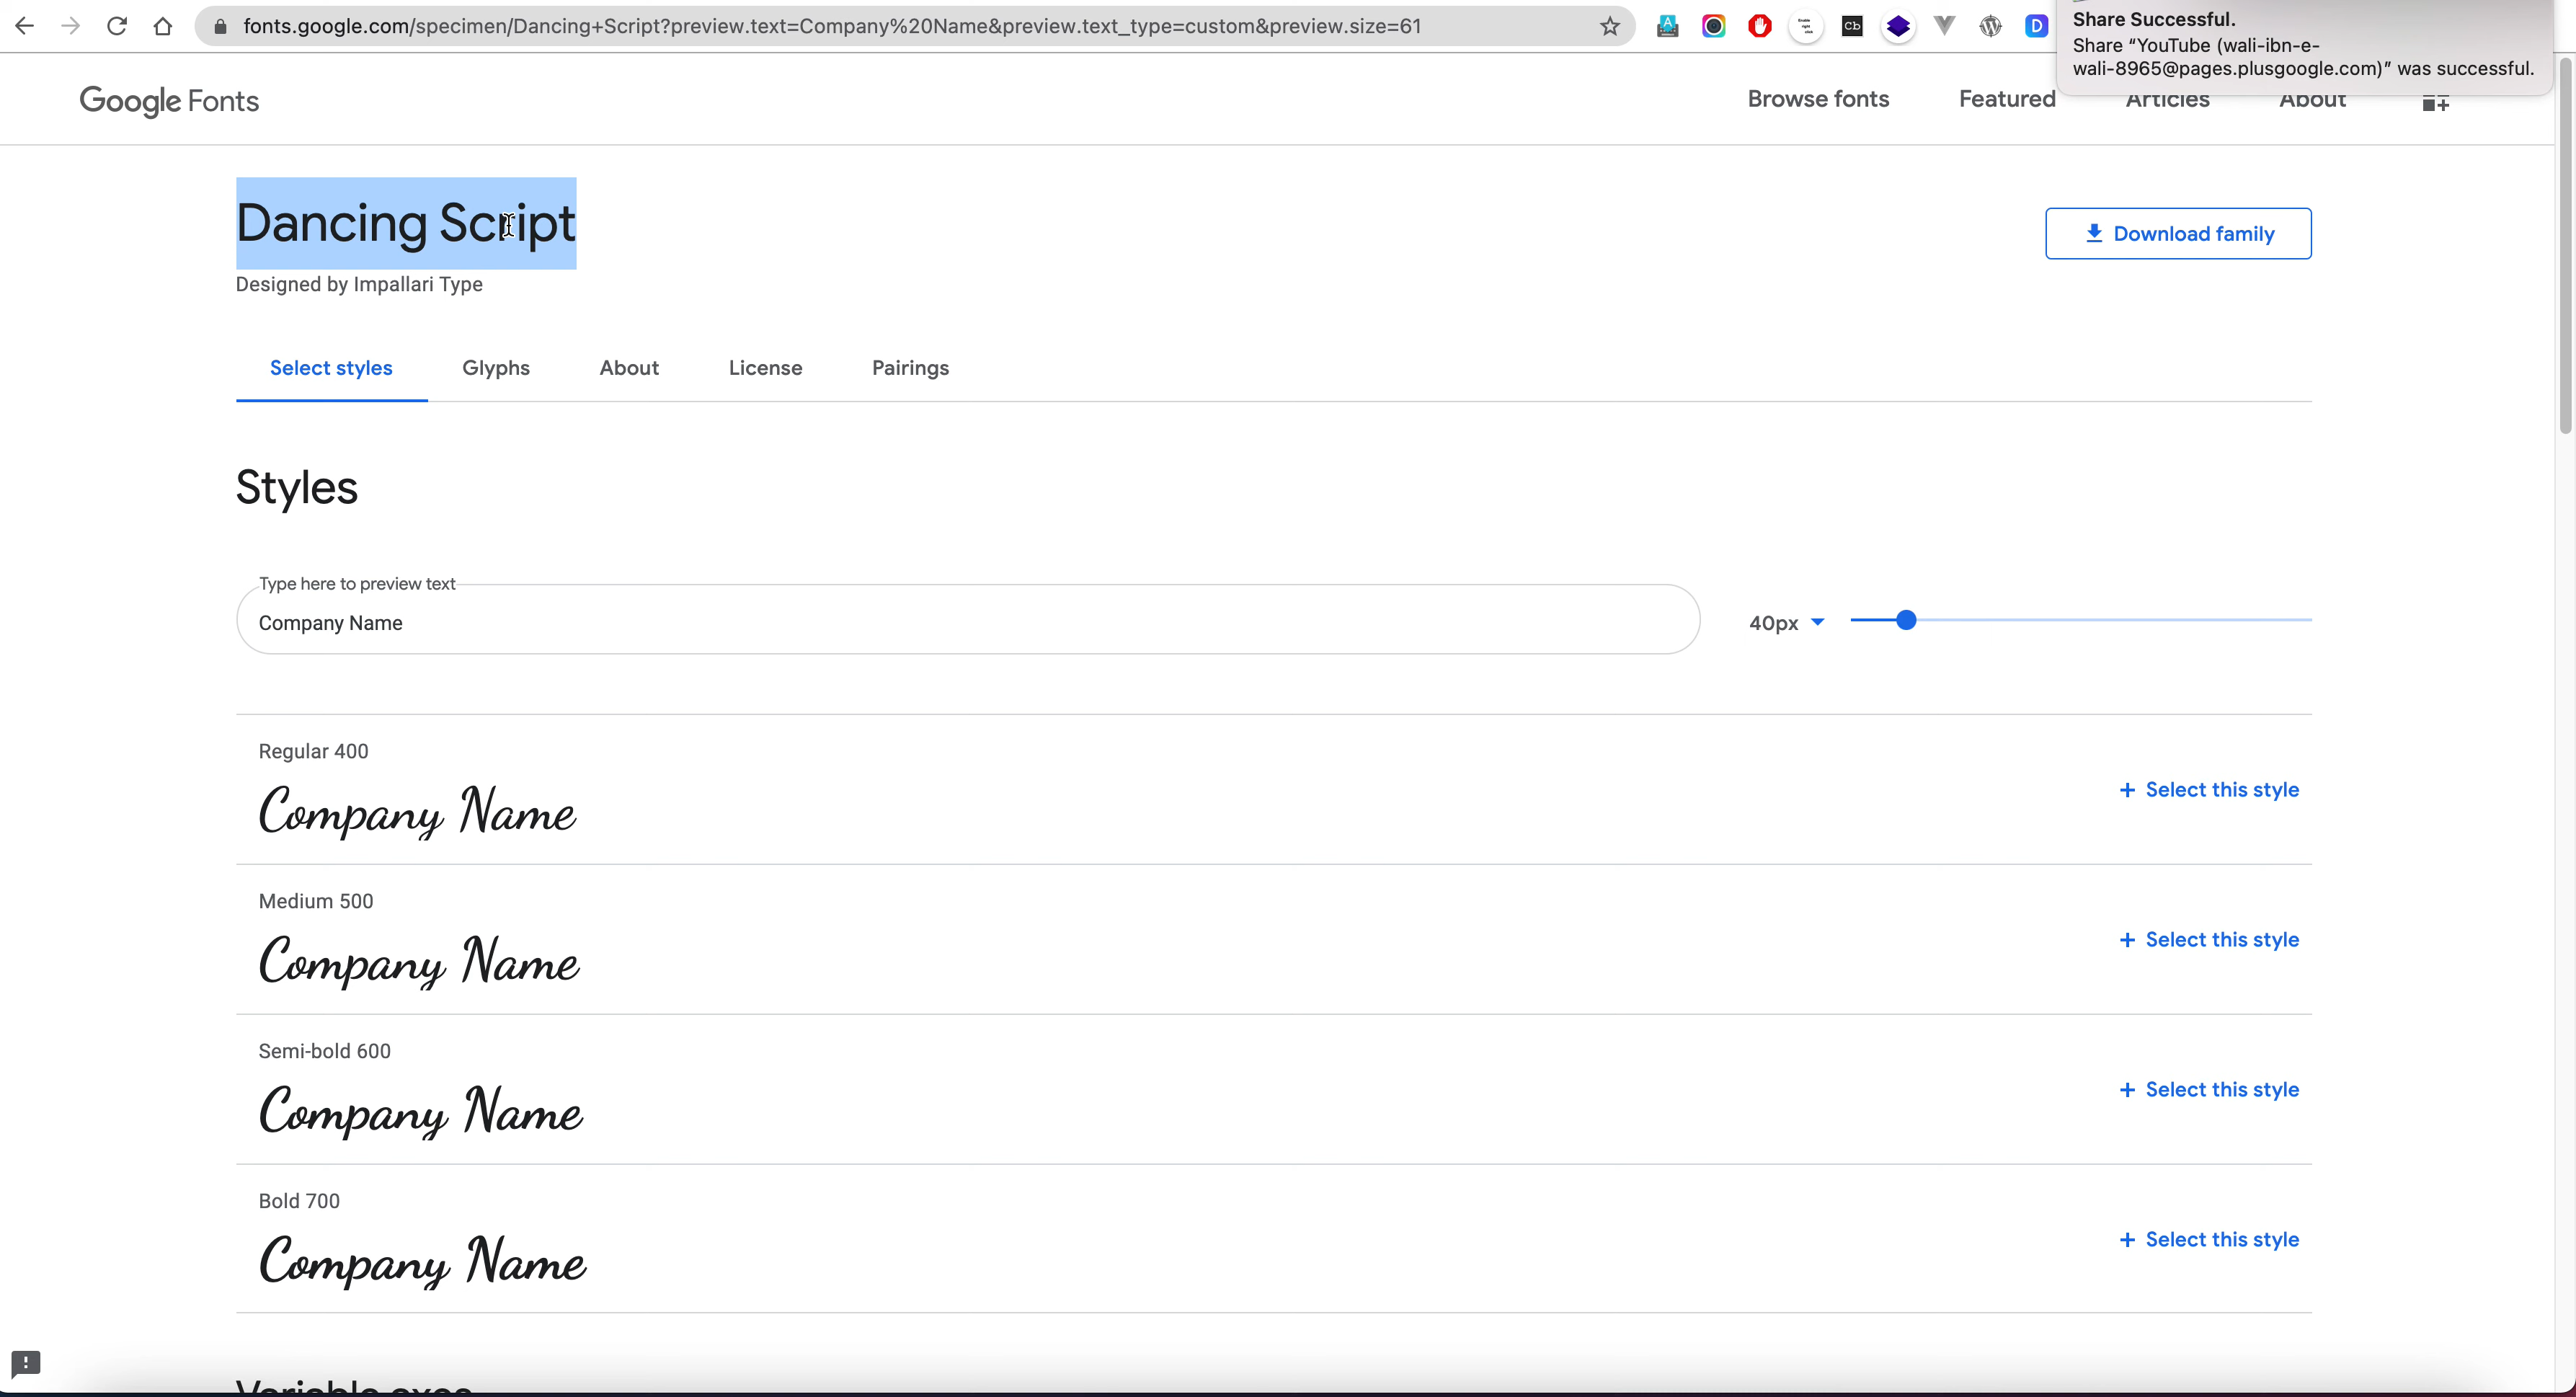 fonts.google.com/specimen/Dancing+Script?preview.text=Company%20Name&preview.text_type=custom&preview.size=61
Cb
D
Share Successful.
Share “YouTube (wali-ibn-e-
wali-8965@pages.plusgoogle.com)” was successful.
Google Fonts
Browse fonts
Featured
Articles
About
Dancing Script
Designed by Impallari Type
Download family
Select styles
Glyphs
About
License
Pairings
Styles
Type here to preview text
Company Name
40px
Regular 400
Company Name
+ Select this style
Medium 500
Company Name
+ Select this style
Semi-bold 600
Company Name
+ Select this style
Bold 700
Company Name
+ Select this style
Variable axes